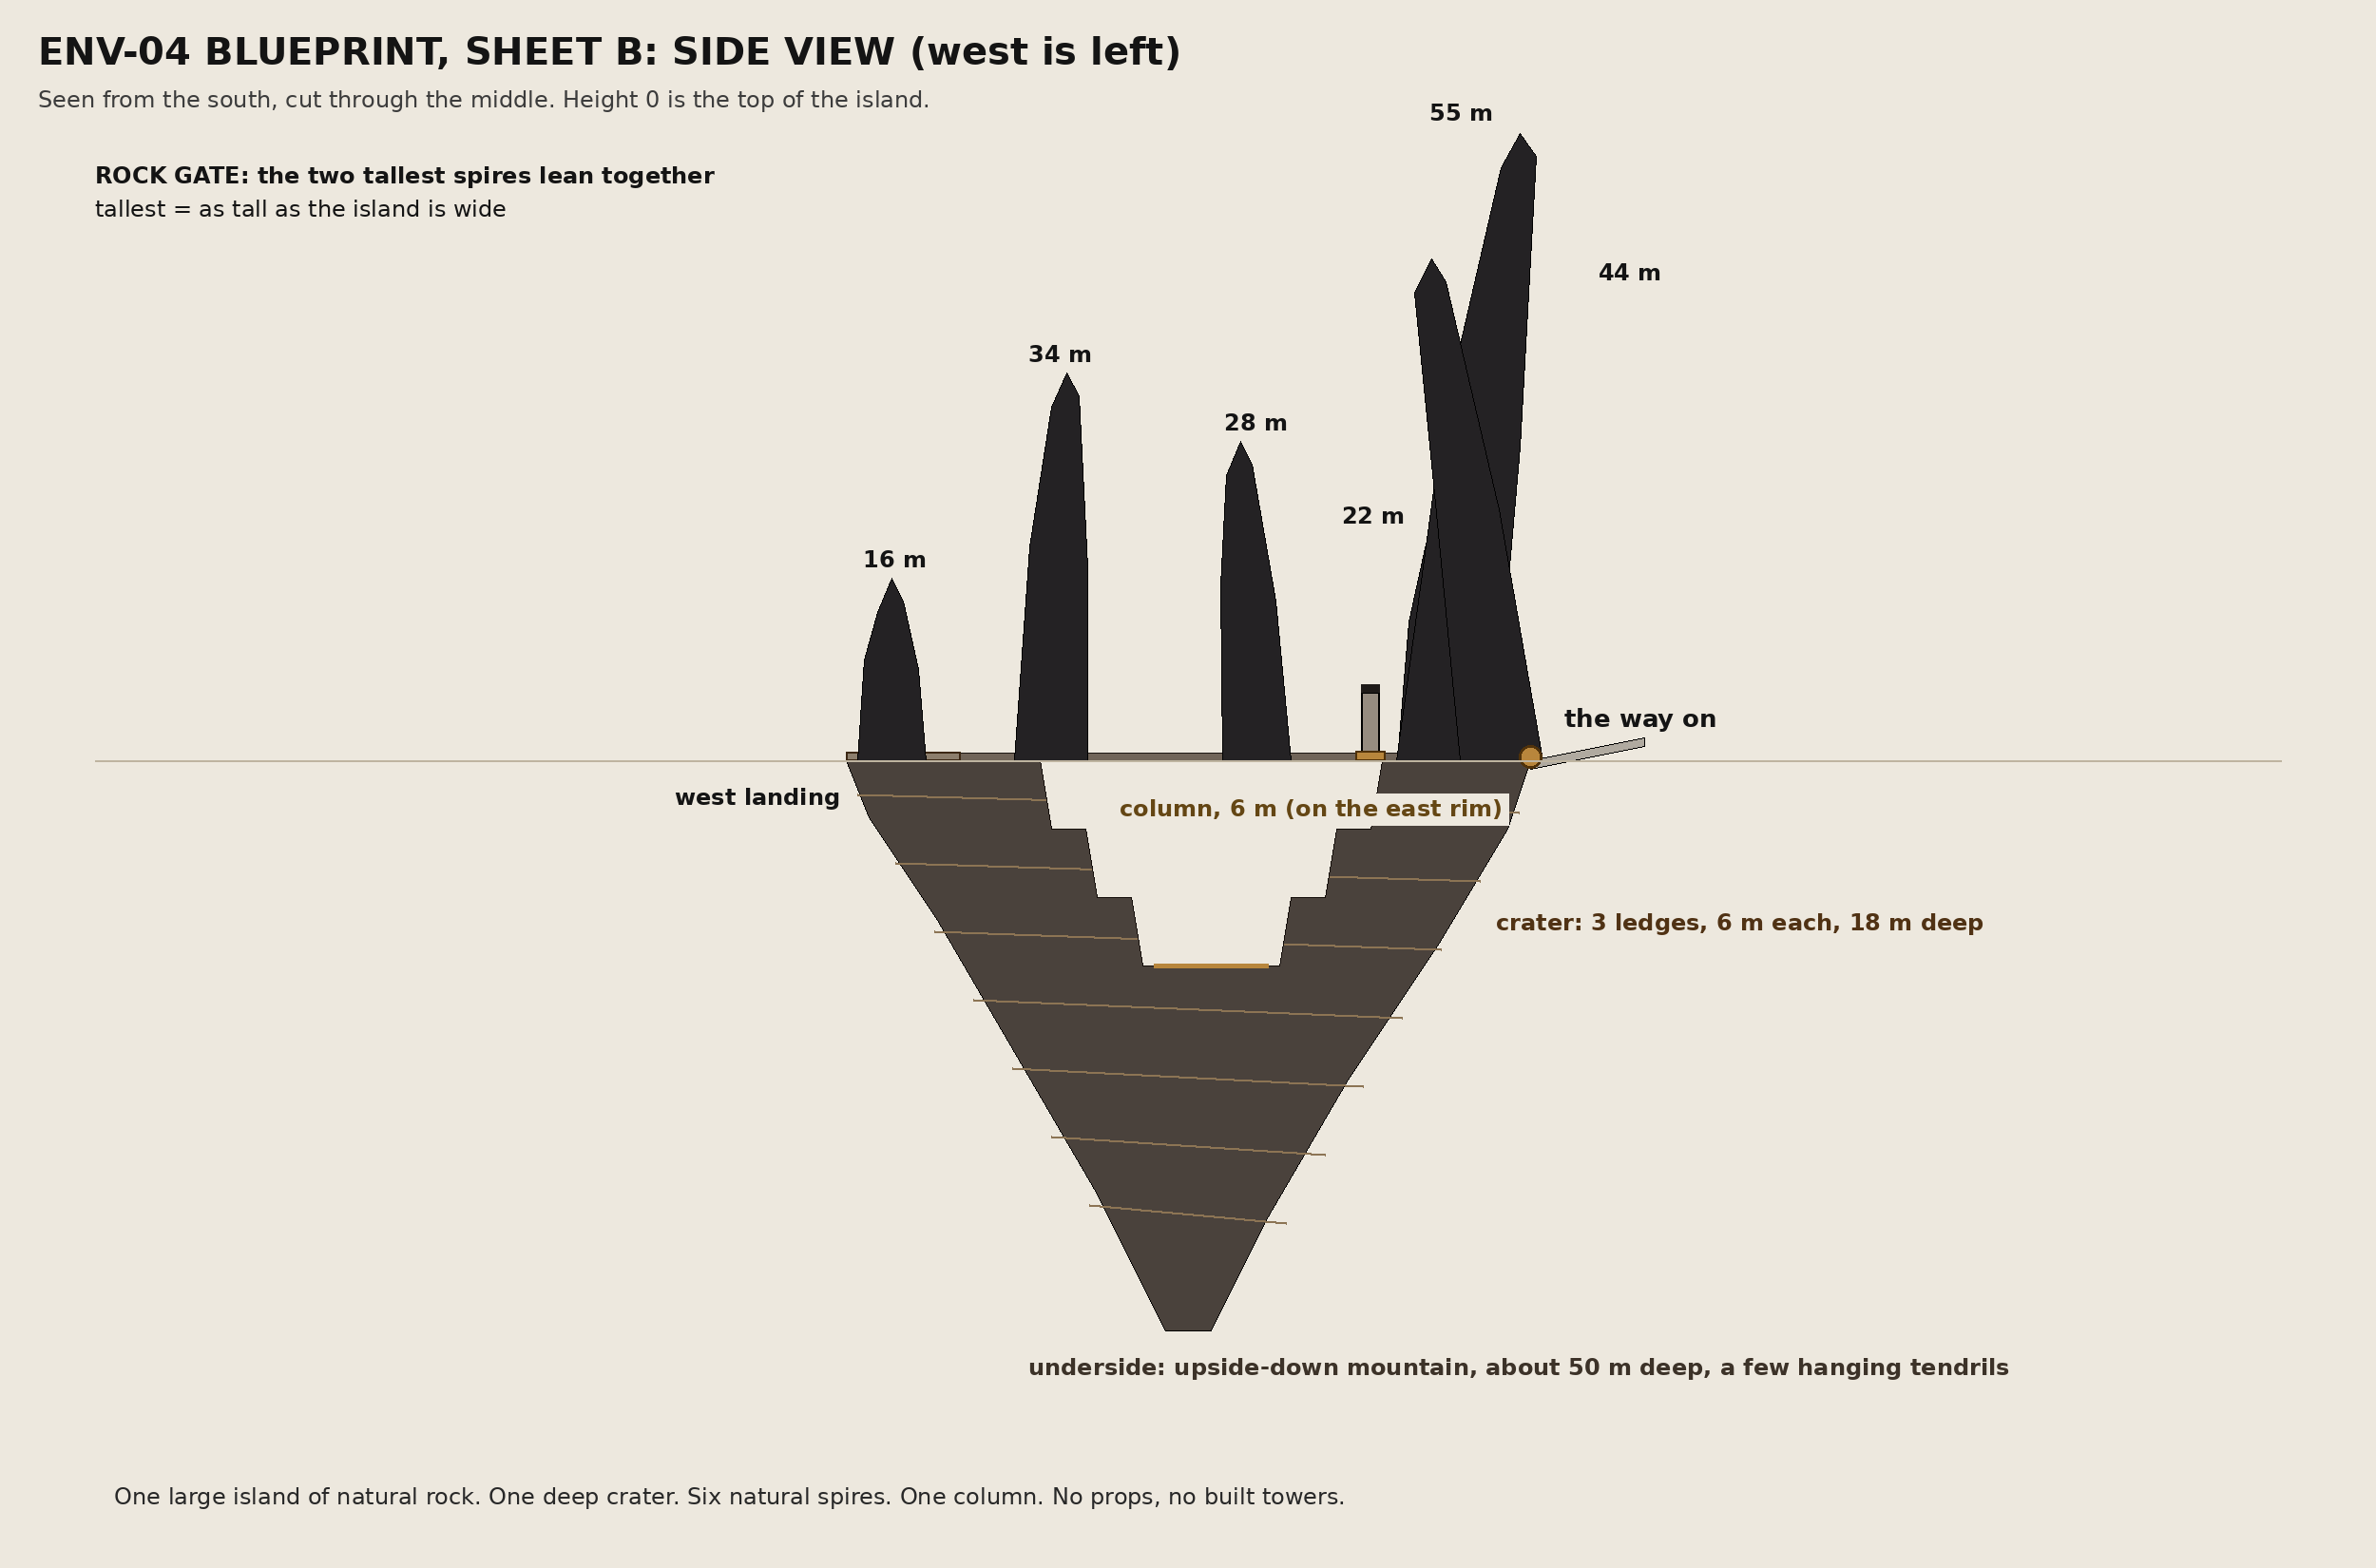 ENV-04 BLUEPRINT, SHEET B: SIDE VIEW (west is left)
Seen from the south, cut through the middle. Height 0 is the top of the island.
55 m
ROCK GATE: the two tallest spires lean together
tallest = as tall as the island is wide
44 m
34 m
28 m
22 m
16 m
the way on
west landing
column, 6 m (on the east rim)
crater: 3 ledges, 6 m each, 18 m deep
underside: upside-down mountain, about 50 m deep, a few hanging tendrils
One large island of natural rock. One deep crater. Six natural spires. One column. No props, no built towers.